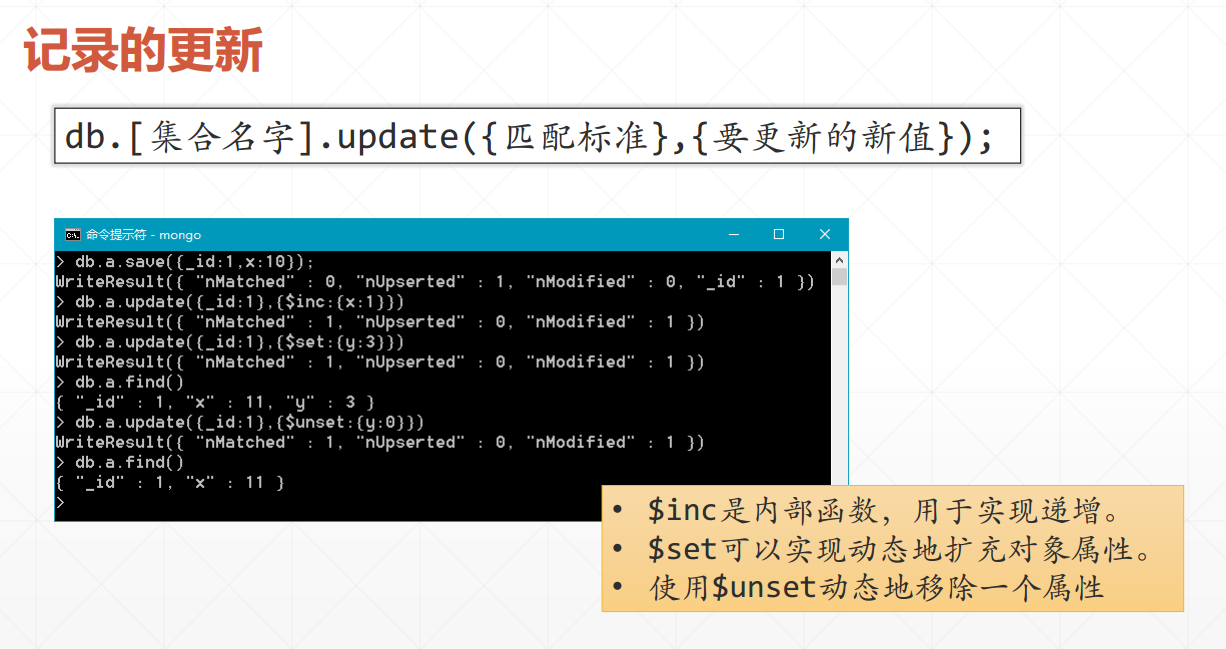 记录的更新
db.[集合名字].update({匹配标准},{要更新的新值});
命令提示符 - mongo
> db.a.save({_id:1,x:10});
WriteResult({ "nMatched" : 0, "nUpserted" : 1, "nModified" : 0, "_id" : 1 })
> db.a.update({_id:1},{$inc:{x:1}})
WriteResult({ "nMatched" : 1, "nUpserted" : 0, "nModified" : 1 })
> db.a.update({_id:1},{$set:{y:3}})
WriteResult({ "nMatched" : 1, "nUpserted" : 0, "nModified" : 1 })
> db.a.find()
{ "_id" : 1, "x" : 11, "y" : 3 }
> db.a.update({_id:1},{$unset:{y:0}})
WriteResult({ "nMatched" : 1, "nUpserted" : 0, "nModified" : 1 })
> db.a.find()
{ "_id" : 1, "x" : 11 }
>
• $inc是内部函数，用于实现递增。
• $set可以实现动态地扩充对象属性。
• 使用$unset动态地移除一个属性